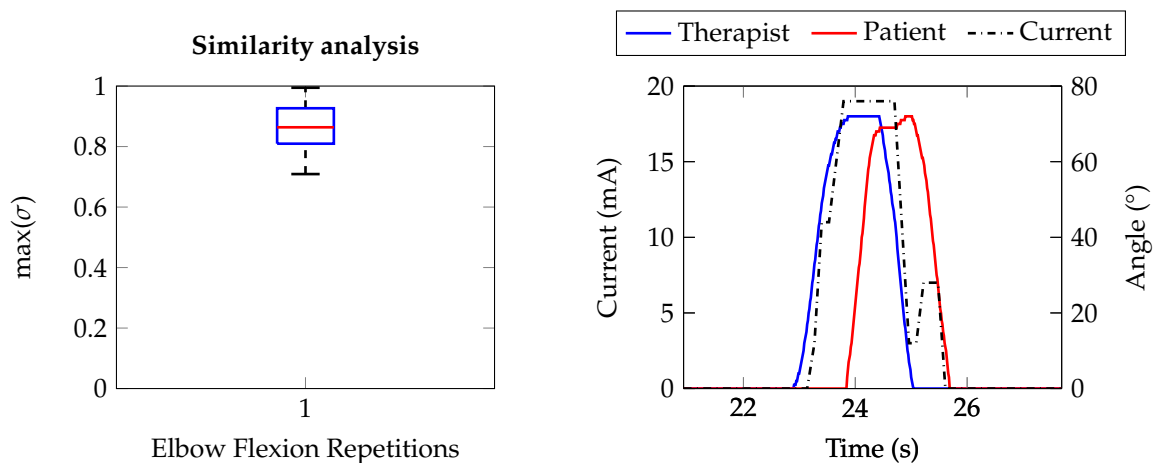 Similarity analysis
1
0.8
0.6
0.4
0.2
0
max(σ)
1
Elbow Flexion Repetitions
Therapist Patient Current
20
15
10
5
0
Current (mA)
80
60
40
20
0
Angle (°)
22 24 26
Time (s)